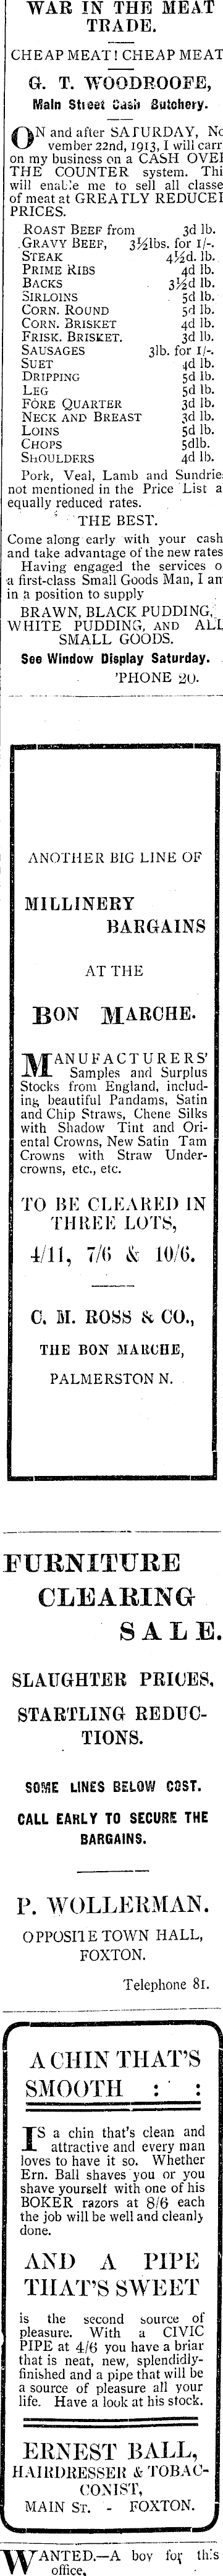 WAR IN THE MEAT
TRADE.
CHEAP MEAT! CHEAP MEAT
G. T. WOODROOFE,
Main Street Cash Butchery.
ON and after SATURDAY, No
vember 22nd, 1913, I will carr
on my business on a CASH OVE
THE COUNTER system. Thi
will enable me to sell all classe
of meat at GREATLY REDUCE
PRICES.
ROAST BEEF from 3d lb.
GRAVY BEEF, 3½lbs. for 1/-.
STEAK 4½d. lb.
PRIME RIBS 4d lb.
BACKS 3½d lb.
SIRLOINS 5d lb.
CORN. ROUND 5d lb.
CORN. BRISKET 4d lb.
FRISK. BRISKET. 3d lb.
SAUSAGES 3lb. for 1/-.
SUET 4d lb.
DRIPPING 5d lb.
LEG 5d lb.
FORE QUARTER 3d lb.
NECK AND BREAST 3d lb.
LOINS 5d lb.
CHOPS 5dlb.
SHOULDERS 4d lb.
Pork, Veal, Lamb and Sundrie
not mentioned in the Price List a
equally reduced rates.
THE BEST.
Come along early with your cash
and take advantage of the new rates
Having engaged the services o
a first-class Small Goods Man, I am
in a position to supply
BRAWN, BLACK PUDDING,
WHITE PUDDING, AND ALL
SMALL GOODS.
See Window Display Saturday.
'PHONE 20.
ANOTHER BIG LINE OF
MILLINERY
BARGAINS
AT THE
BON MARCHE.
MANUFACTURERS'
Samples and Surplus
Stocks from England, includ-
ing beautiful Pandams, Satin
and Chip Straws, Chene Silks
with Shadow Tint and Ori-
ental Crowns, New Satin Tam
Crowns with Straw Under-
crowns, etc., etc.
TO BE CLEARED IN
THREE LOTS,
4/11, 7/6 & 10/6.
C. M. ROSS & CO.,
THE BON MARCHE,
PALMERSTON N.
FURNITURE
CLEARING
SALE.
SLAUGHTER PRICES,
STARTLING REDUC-
TIONS.
SOME LINES BELOW COST.
CALL EARLY TO SECURE THE
BARGAINS.
P. WOLLERMAN.
OPPOSITE TOWN HALL,
FOXTON.
Telephone 81.
A CHIN THAT'S
SMOOTH : :
IS a chin that's clean and
attractive and every man
loves to have it so. Whether
Ern. Ball shaves you or you
shave yourself with one of his
BOKER razors at 8/6 each
the job will be well and cleanly
done.
AND A PIPE
THAT'S SWEET
is the second source of
pleasure. With a CIVIC
PIPE at 4/6 you have a briar
that is neat, new, splendidly-
finished and a pipe that will be
a source of pleasure all your
life. Have a look at his stock.
ERNEST BALL,
HAIRDRESSER & TOBAC-
CONIST,
MAIN ST. - FOXTON.
WANTED.—A boy for this
office,